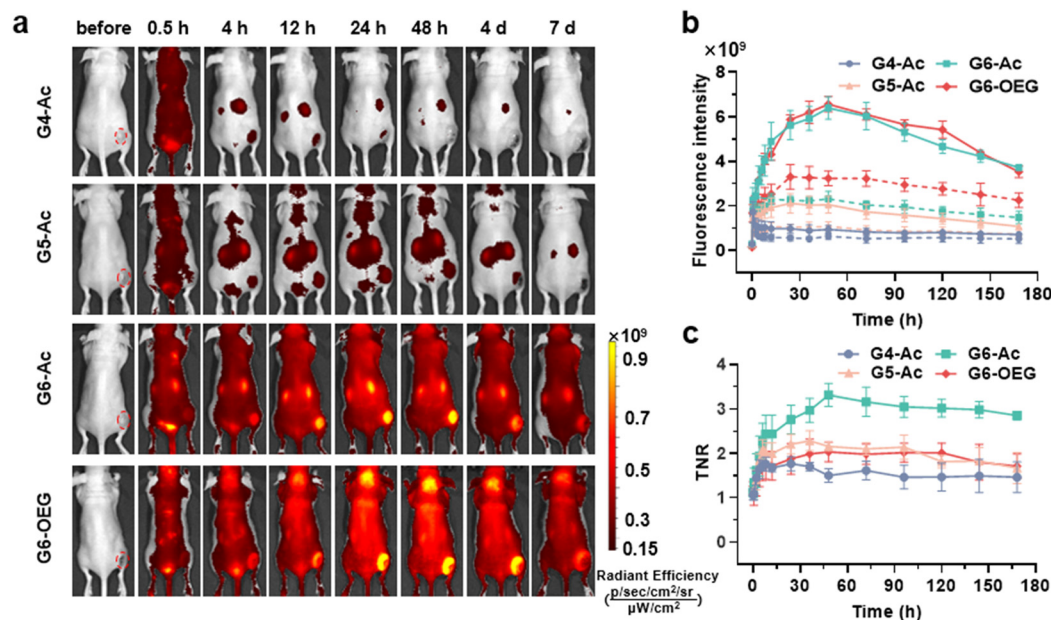 a
before 0.5 h 4 h 12 h 24 h 48 h 4 d 7 d
G4-Ac
G5-Ac
G6-Ac
G6-OEG
×10⁹
0.9
0.7
0.5
0.3
0.15
Radiant Efficiency
(p/sec/cm²/sr
µW/cm²)
b
×10⁹
G4-Ac G6-Ac
G5-Ac G6-OEG
Fluorescence intensity
8
6
4
2
0
0 30 60 90 120 150 180
Time (h)
c
G4-Ac G6-Ac
G5-Ac G6-OEG
TNR
4
3
2
1
0
0 30 60 90 120 150 180
Time (h)